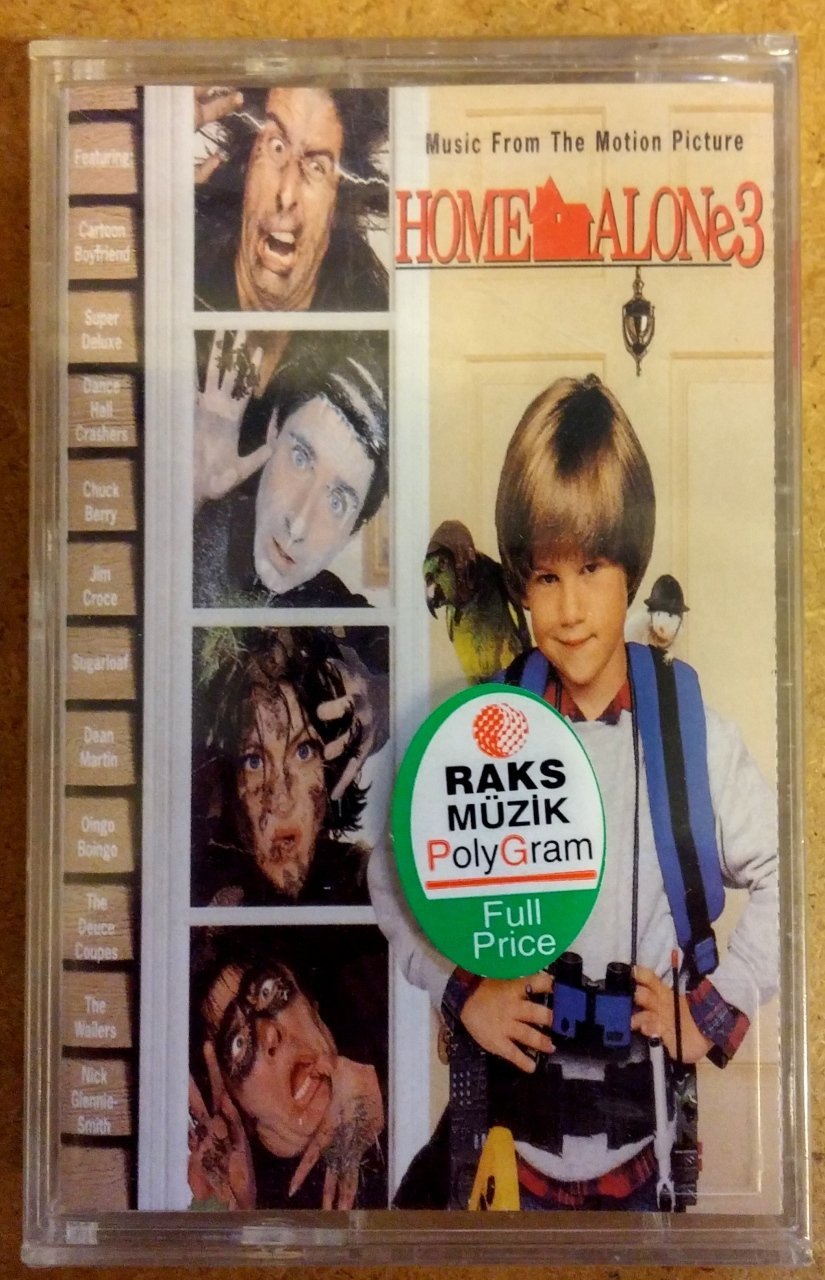 Music From The Motion Picture
HOME ALONe3
Featuring
Cartoon
Boyfriend
Super
Deluxe
Dance
Hall
Crashers
Chuck
Berry
Jim
Croce
Sugarloaf
Dean
Martin
Oingo
Boingo
The
Deuce
Coupes
The
Wailers
Nick
Glennie-
Smith
RAKS
MÜZİK
PolyGram
Full
Price